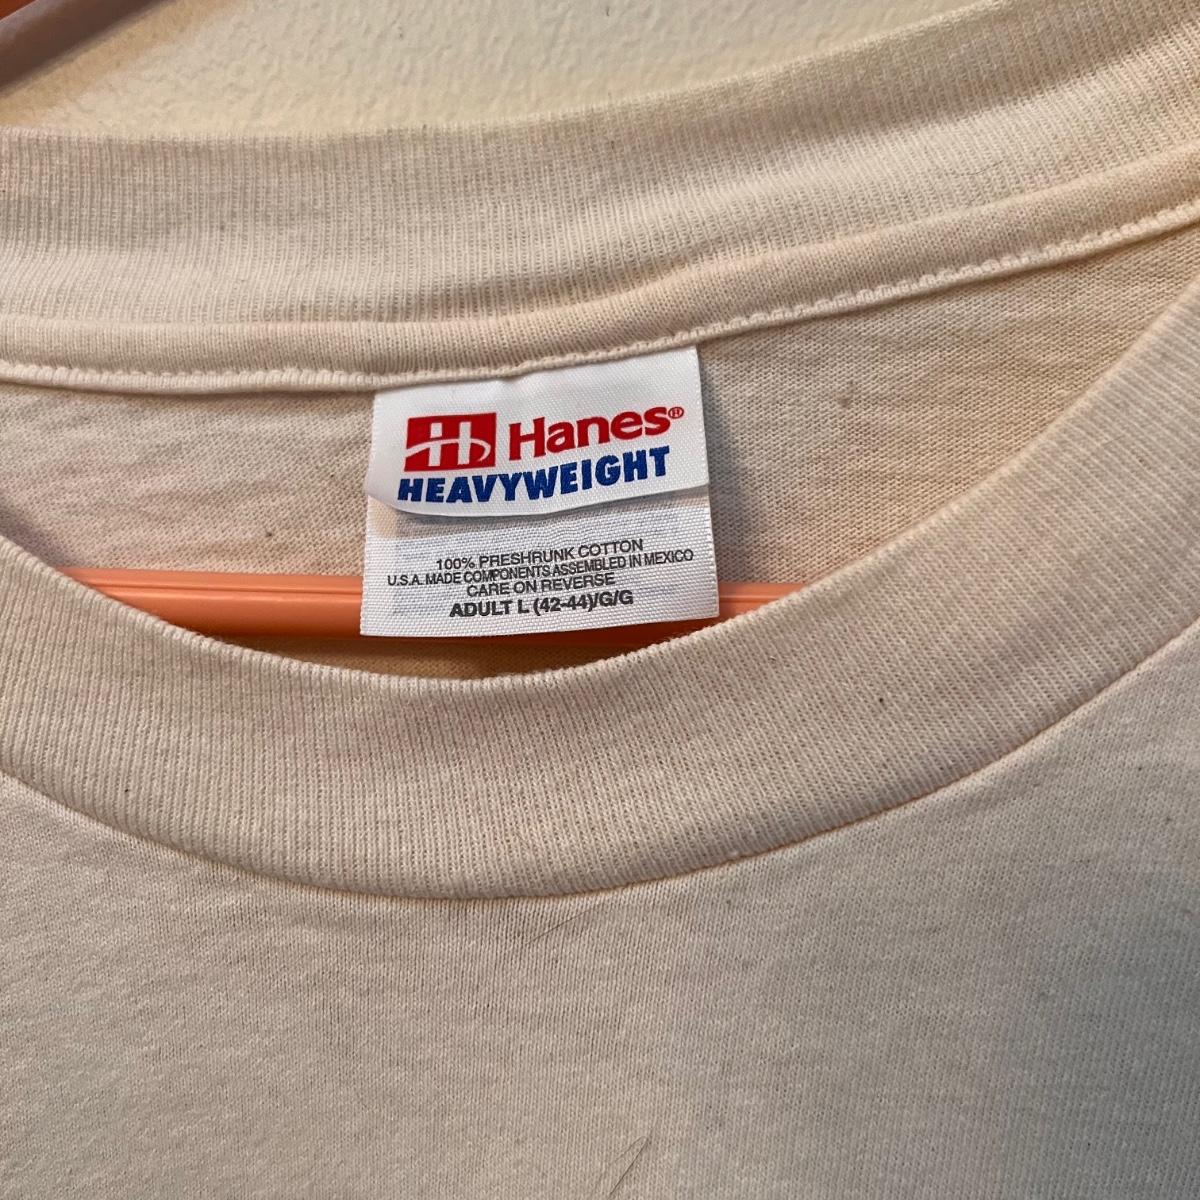 Hanes®
HEAVYWEIGHT
100% PRESHRUNK COTTON
U.S.A. MADE COMPONENTS ASSEMBLED IN MEXICO
CARE ON REVERSE
ADULT L (42-44)/G/G